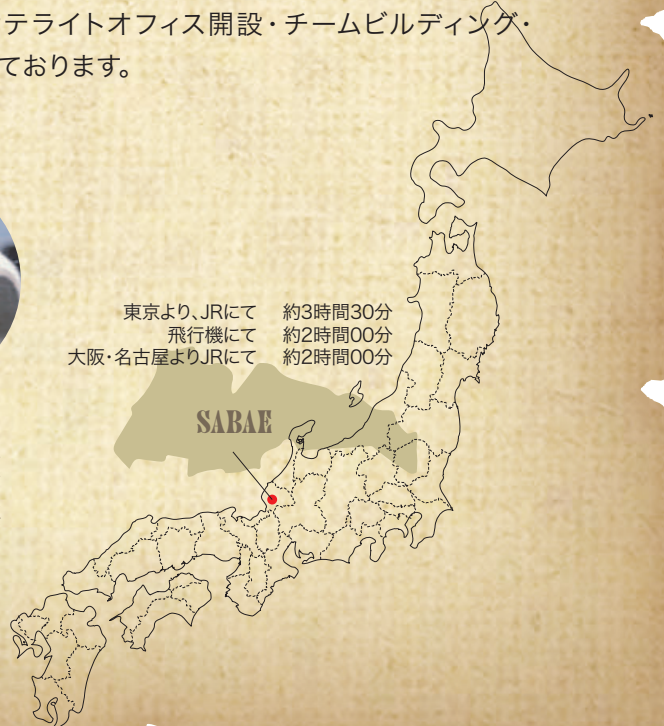 テライトオフィス開設・チームビルディング・
ております。
東京より、JRにて 約3時間30分
飛行機にて 約2時間00分
大阪・名古屋よりJRにて 約2時間00分
SABAE